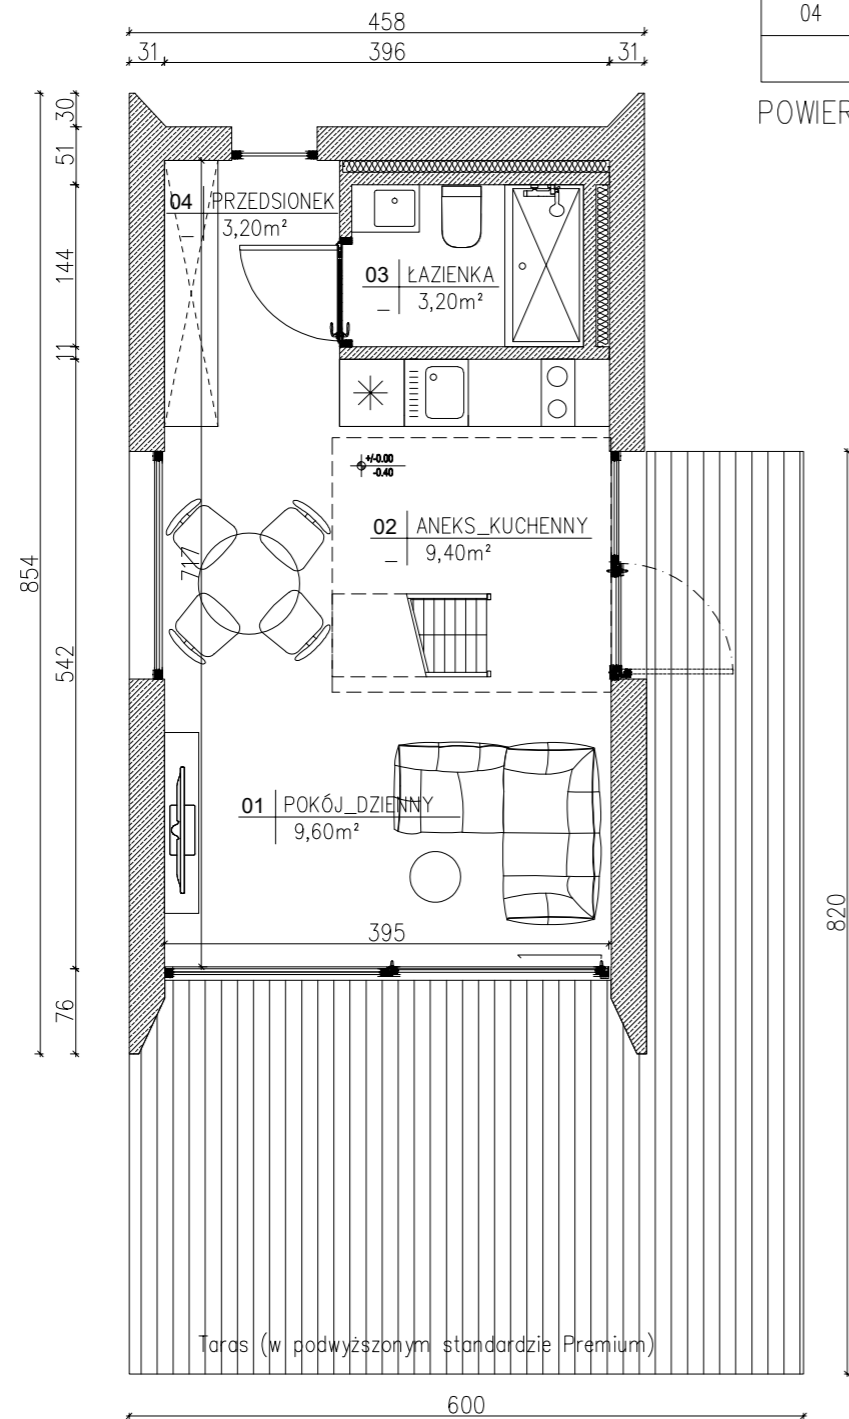 458
31 396 31
04
POWIER
30
51
144
11
854
542
76
04 PRZEDSIONEK
3,20m²
03 ŁAZIENKA
3,20m²
+/-0.00
-0.40
02 ANEKS_KUCHENNY
9,40m²
717
01 POKÓJ_DZIENNY
9,60m²
395
820
Taras (w podwyższonym standardzie Premium)
600